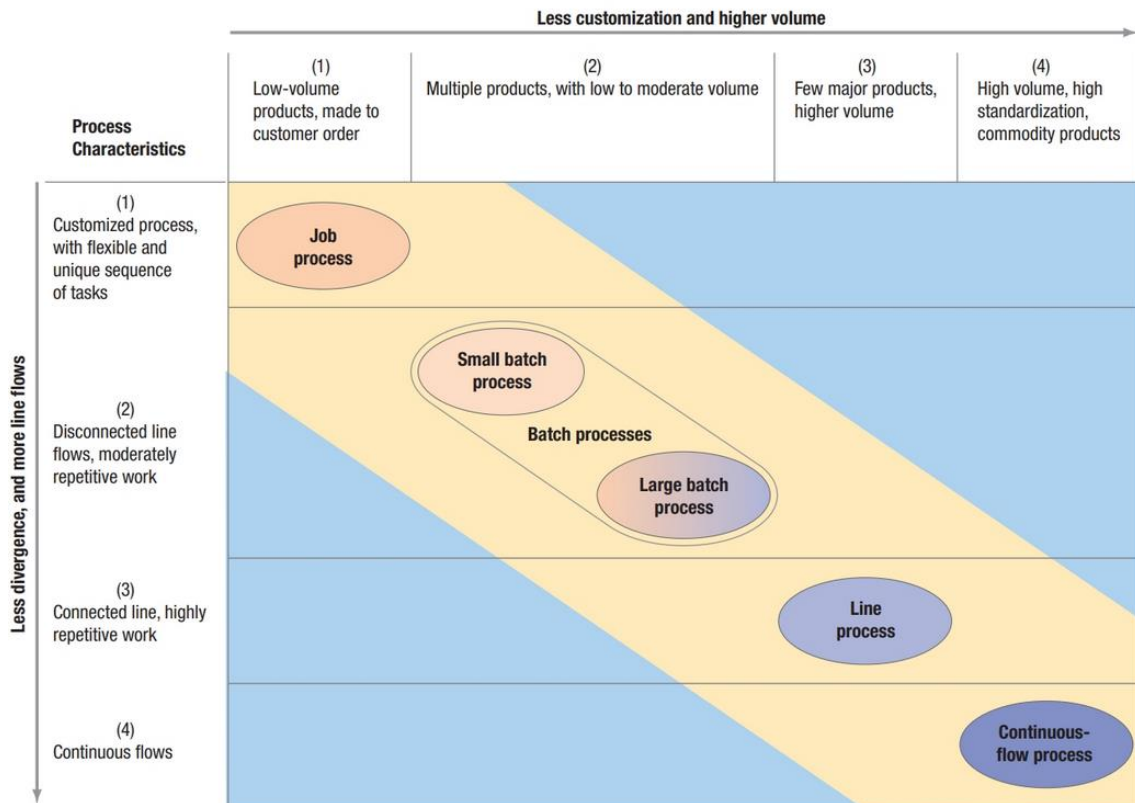 Less customization and higher volume
(1)
Low-volume
products, made to
customer order
(2)
Multiple products, with low to moderate volume
(3)
Few major products,
higher volume
(4)
High volume, high
standardization,
commodity products
Process
Characteristics
Less divergence, and more line flows
(1)
Customized process,
with flexible and
unique sequence
of tasks
Job
process
(2)
Disconnected line
flows, moderately
repetitive work
Small batch
process
Batch processes
Large batch
process
(3)
Connected line, highly
repetitive work
Line
process
(4)
Continuous flows
Continuous-
flow process